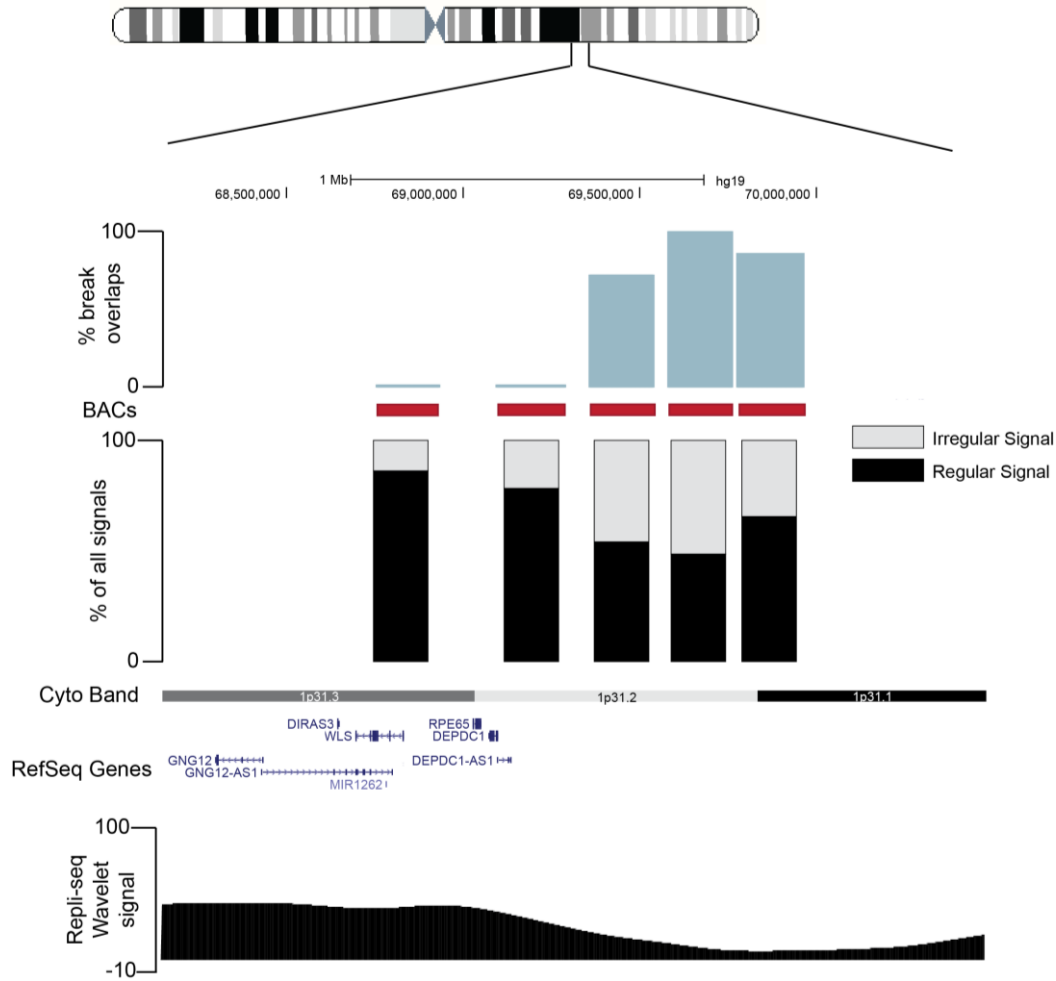 1 Mb
hg19
68,500,000
69,000,000
69,500,000
70,000,000
100
% break
overlaps
0
BACs
100
Irregular Signal
Regular Signal
% of all signals
0
Cyto Band
1p31.3
1p31.2
1p31.1
DIRAS3
RPE65
WLS
DEPDC1
GNG12
DEPDC1-AS1
RefSeq Genes
GNG12-AS1
MIR1262
100
Repli-seq
Wavelet
signal
-10